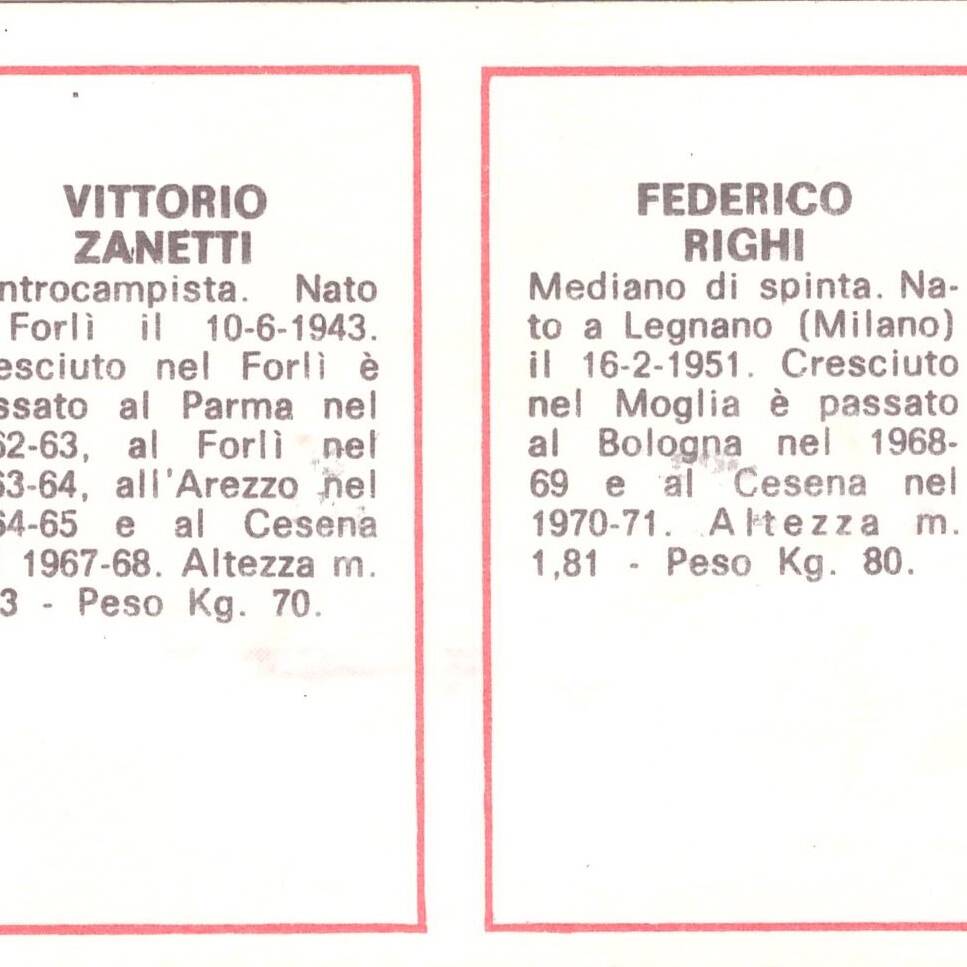 VITTORIO
ZANETTI
ntrocampista. Nato
Forlì il 10-6-1943.
esciuto nel Forlì è
ssato al Parma nel
62-63, al Forlì nel
63-64, all'Arezzo nel
64-65 e al Cesena
1967-68. Altezza m.
3 - Peso Kg. 70.
FEDERICO
RIGHI
Mediano di spinta. Na-
to a Legnano (Milano)
il 16-2-1951. Cresciuto
nel Moglia è passato
al Bologna nel 1968-
69 e al Cesena nel
1970-71. Altezza m.
1,81 - Peso Kg. 80.